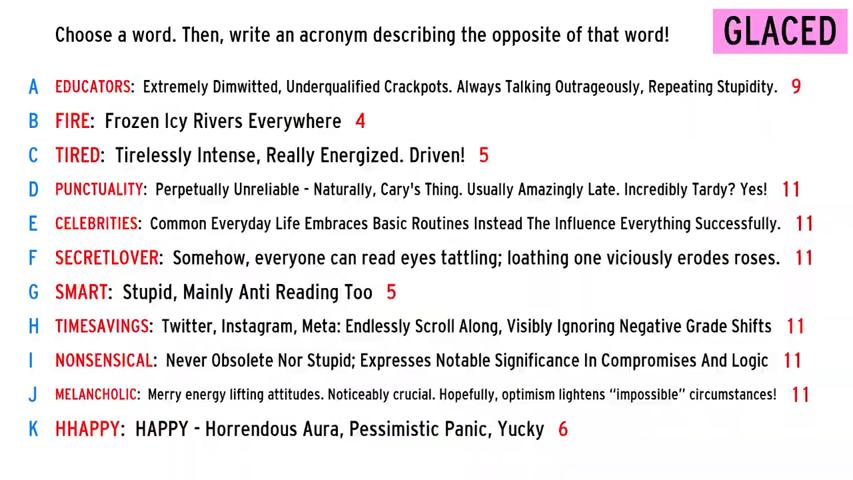 Choose a word. Then, write an acronym describing the opposite of that word!
GLACED
A EDUCATORS: Extremely Dimwitted, Underqualified Crackpots. Always Talking Outrageously, Repeating Stupidity. 9
B FIRE: Frozen Icy Rivers Everywhere 4
C TIRED: Tirelessly Intense, Really Energized. Driven! 5
D PUNCTUALITY: Perpetually Unreliable - Naturally, Cary's Thing. Usually Amazingly Late. Incredibly Tardy? Yes! 11
E CELEBRITIES: Common Everyday Life Embraces Basic Routines Instead The Influence Everything Successfully. 11
F SECRETLOVER: Somehow, everyone can read eyes tattling; loathing one viciously erodes roses. 11
G SMART: Stupid, Mainly Anti Reading Too 5
H TIMESAVINGS: Twitter, Instagram, Meta: Endlessly Scroll Along, Visibly Ignoring Negative Grade Shifts 11
I NONSENSICAL: Never Obsolete Nor Stupid; Expresses Notable Significance In Compromises And Logic 11
J MELANCHOLIC: Merry energy lifting attitudes. Noticeably crucial. Hopefully, optimism lightens “impossible” circumstances! 11
K HHAPPY: HAPPY - Horrendous Aura, Pessimistic Panic, Yucky 6